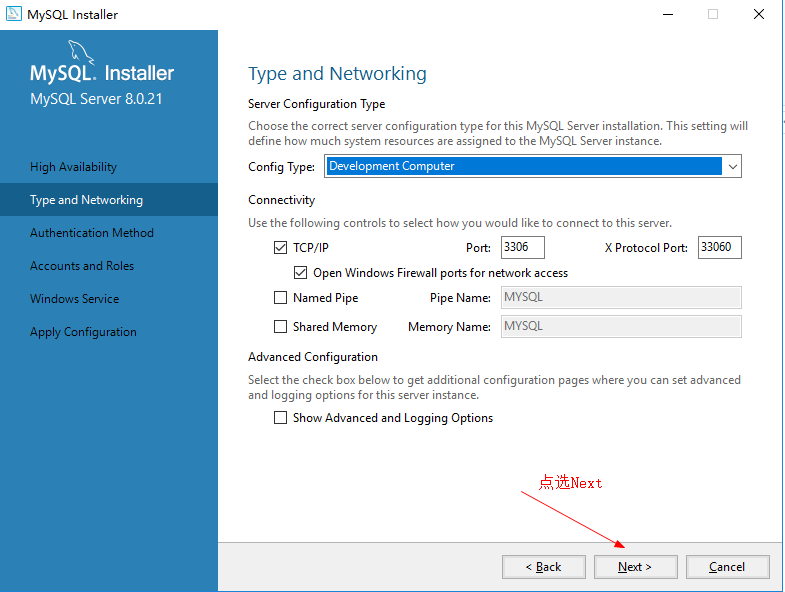 MySQL Installer
MySQL. Installer
MySQL Server 8.0.21
High Availability
Type and Networking
Authentication Method
Accounts and Roles
Windows Service
Apply Configuration
Type and Networking
Server Configuration Type
Choose the correct server configuration type for this MySQL Server installation. This setting will
define how much system resources are assigned to the MySQL Server instance.
Config Type: Development Computer
Connectivity
Use the following controls to select how you would like to connect to this server.
TCP/IP Port: 3306 X Protocol Port: 33060
Open Windows Firewall ports for network access
Named Pipe Pipe Name: MYSQL
Shared Memory Memory Name: MYSQL
Advanced Configuration
Select the check box below to get additional configuration pages where you can set advanced
and logging options for this server instance.
Show Advanced and Logging Options
点选Next
< Back Next > Cancel